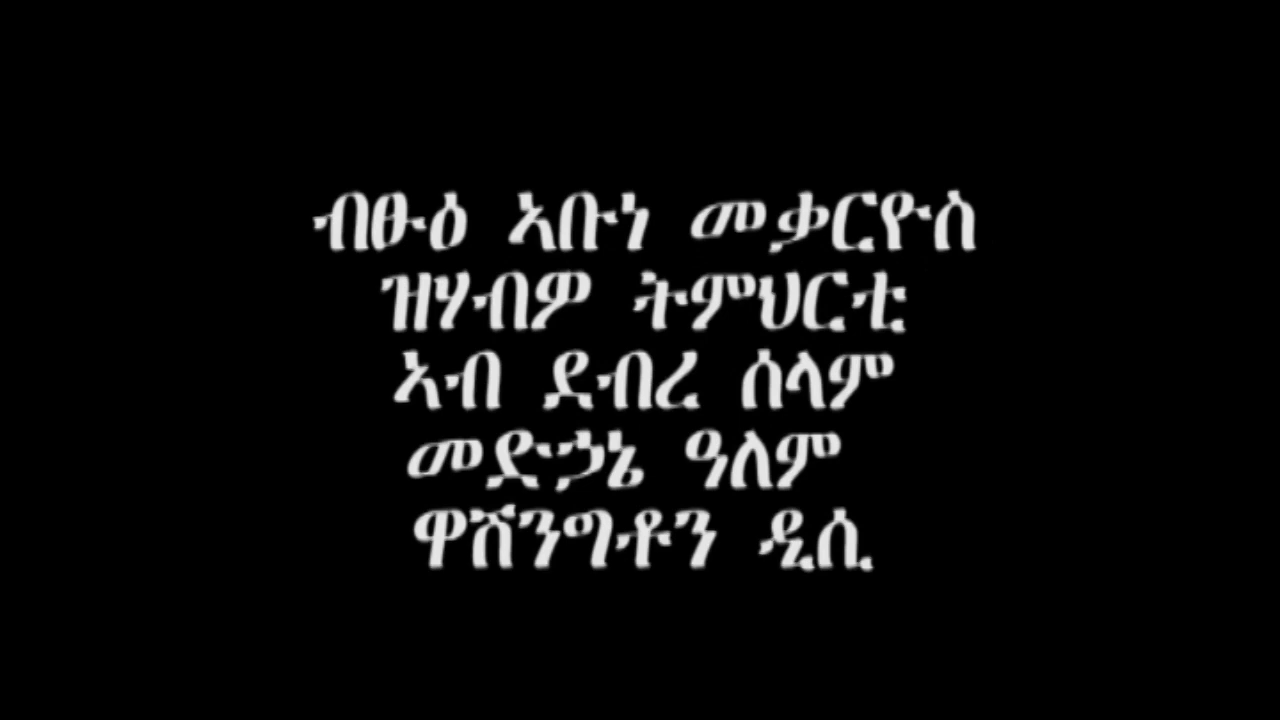 ብፁዕ ኣቡነ መቃርዮስ
ዝሃብዎ ትምህርቲ
ኣብ ደብረ ሰላም
መድኃኔ ዓለም
ዋሽንግቶን ዲሲ